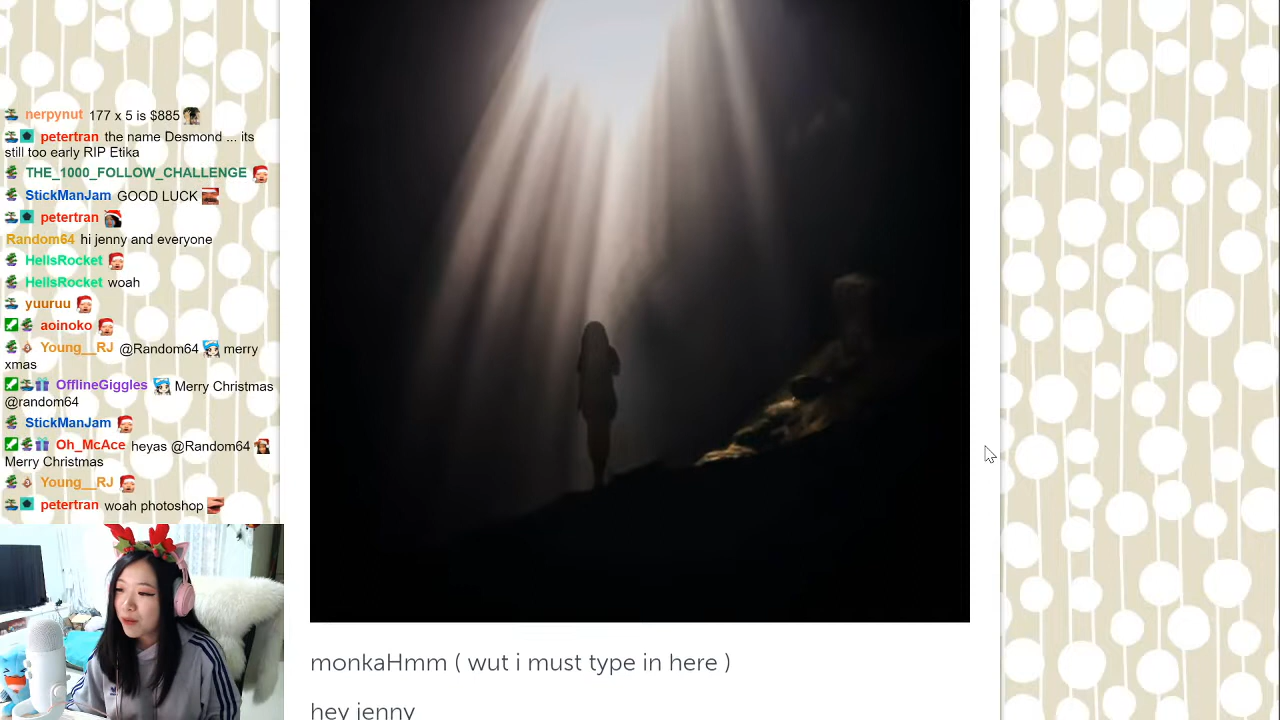 nerpynut 177 x 5 is $885
petertran the name Desmond ... its
still too early RIP Etika
THE_1000_FOLLOW_CHALLENGE
StickManJam GOOD LUCK
petertran
Random64 hi jenny and everyone
HellsRocket
HellsRocket woah
yuuruu
aoinoko
Young__RJ @Random64 merry
xmas
OfflineGiggles Merry Christmas
@random64
StickManJam
Oh_McAce heyas @Random64
Merry Christmas
Young__RJ
petertran woah photoshop
monkaHmm ( wut i must type in here )
hey jenny